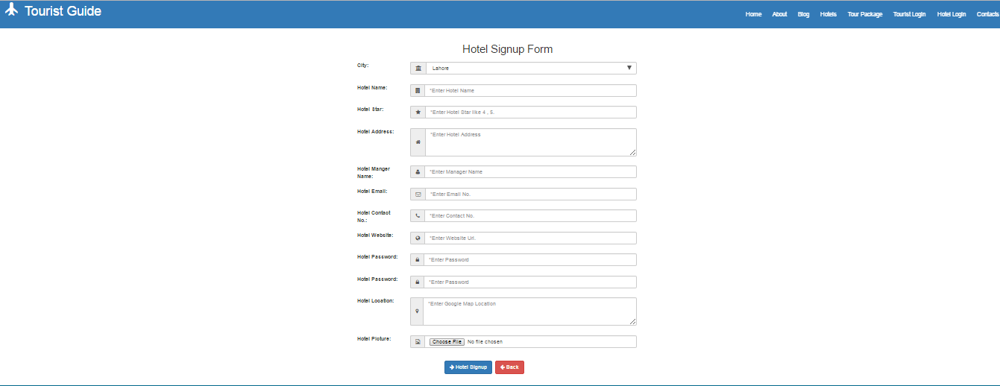 Tourist Guide
Home About Blog Hotels Tour Package Tourist Login Hotel Login Contacts
Hotel Signup Form
City: Lahore
Hotel Name: *Enter Hotel Name
Hotel Star: *Enter Hotel Star like 4 , 5.
Hotel Address: *Enter Hotel Address
Hotel Manger
Name: *Enter Manager Name
Hotel Email: *Enter Email No.
Hotel Contact
No.: *Enter Contact No.
Hotel Website: *Enter Website Url.
Hotel Password: *Enter Password
Hotel Password: *Enter Password
Hotel Location: *Enter Google Map Location
Hotel Picture: Choose File No file chosen
Hotel Signup Back